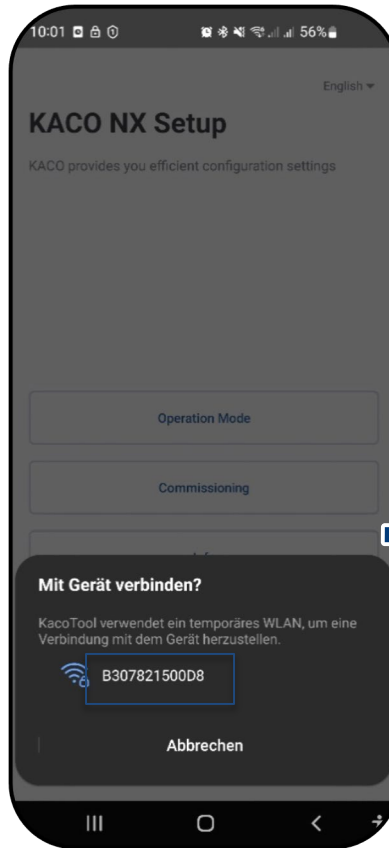 10:01 56%
English
KACO NX Setup
KACO provides you efficient configuration settings
Operation Mode
Commissioning
Mit Gerät verbinden?
KacoTool verwendet ein temporäres WLAN, um eine
Verbindung mit dem Gerät herzustellen.
B307821500D8
Abbrechen